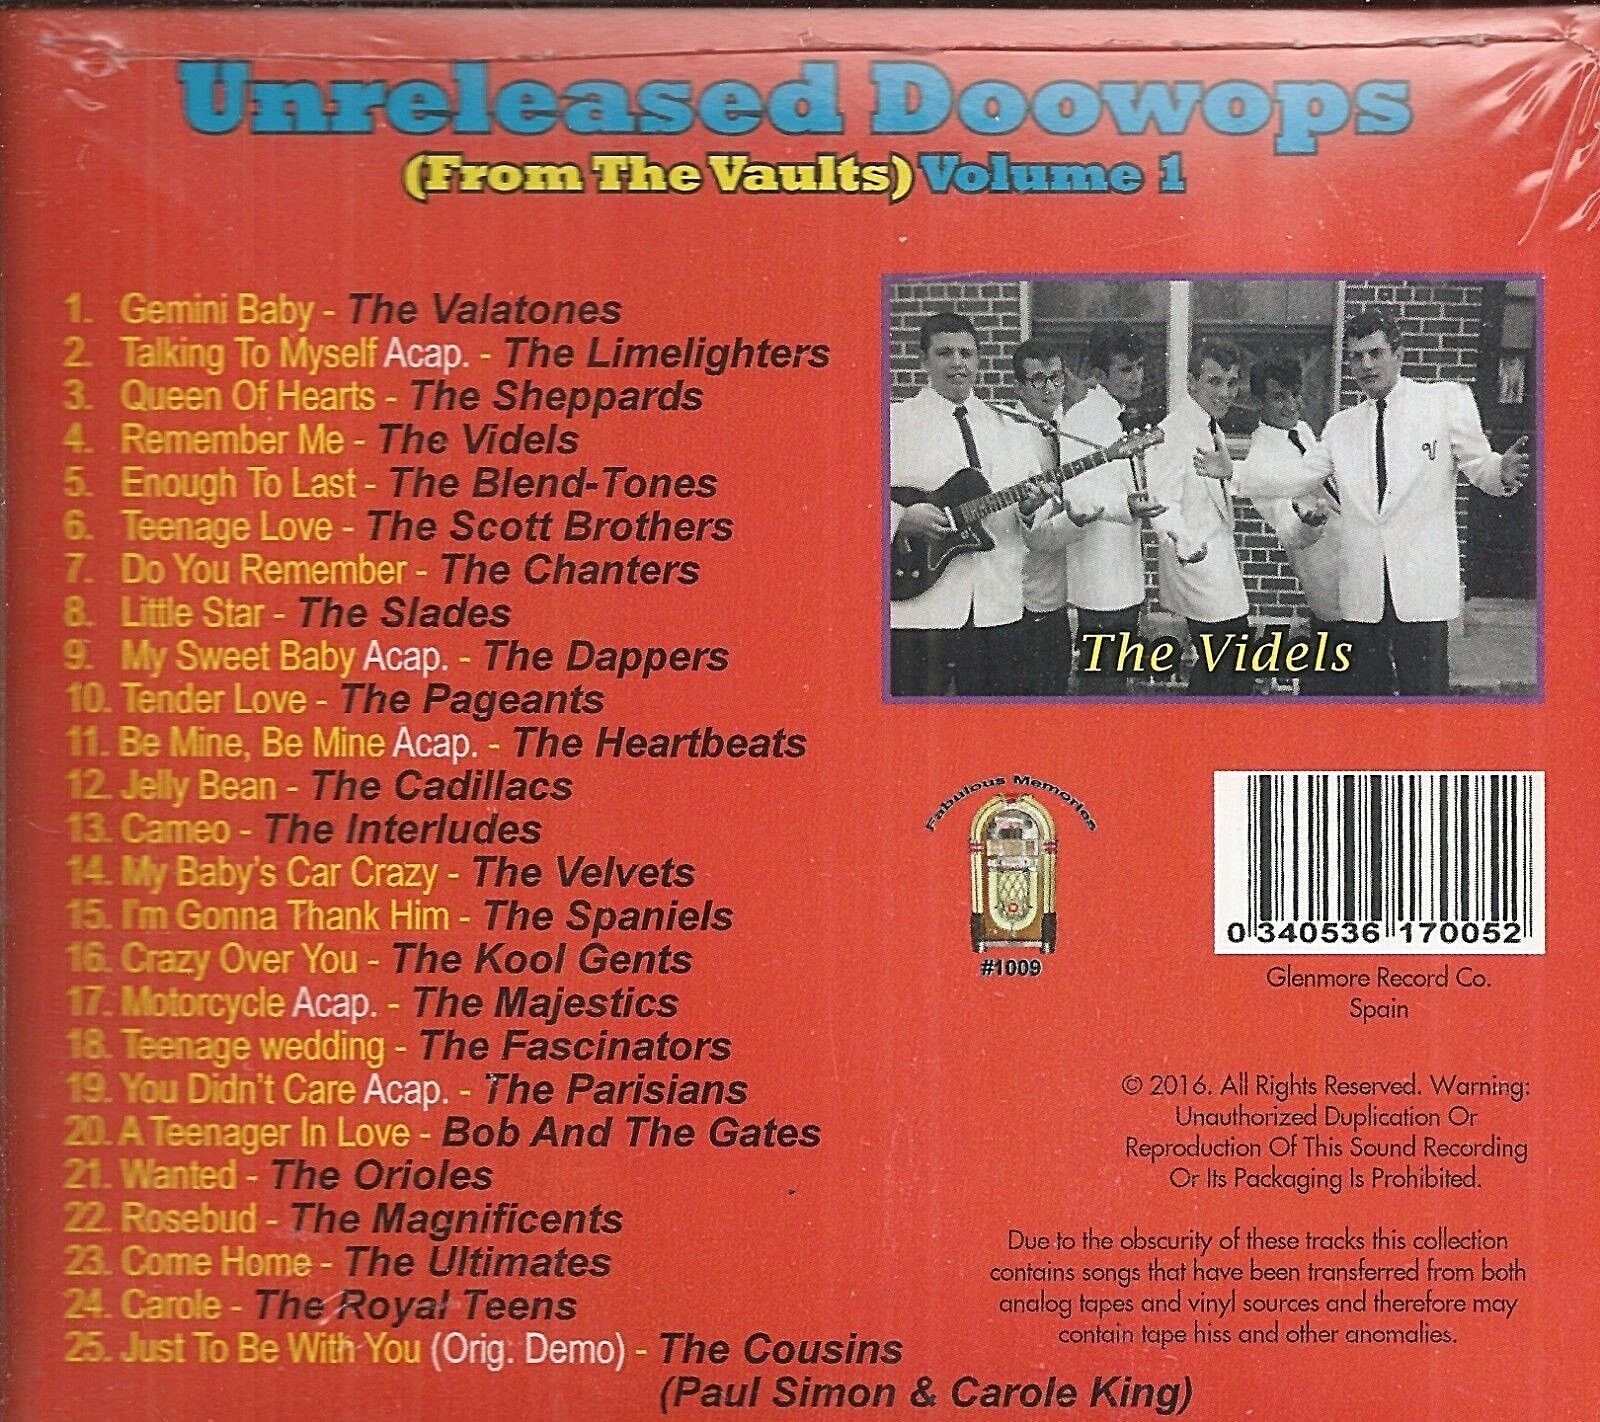 Unreleased Doowops
(From The Vaults) Volume 1
1. Gemini Baby - The Valatones
2. Talking To Myself Acap. - The Limelighters
3. Queen Of Hearts - The Sheppards
4. Remember Me - The Videls
5. Enough To Last - The Blend-Tones
6. Teenage Love - The Scott Brothers
7. Do You Remember - The Chanters
8. Little Star - The Slades
9. My Sweet Baby Acap. - The Dappers
10. Tender Love - The Pageants
11. Be Mine, Be Mine Acap. - The Heartbeats
12. Jelly Bean - The Cadillacs
13. Cameo - The Interludes
14. My Baby's Car Crazy - The Velvets
15. I'm Gonna Thank Him - The Spaniels
16. Crazy Over You - The Kool Gents
17. Motorcycle Acap. - The Majestics
18. Teenage wedding - The Fascinators
19. You Didn't Care Acap. - The Parisians
20. A Teenager In Love - Bob And The Gates
21. Wanted - The Orioles
22. Rosebud - The Magnificents
23. Come Home - The Ultimates
24. Carole - The Royal Teens
25. Just To Be With You (Orig. Demo) - The Cousins
(Paul Simon & Carole King)
V
The Videls
Fabulous Memories
#1009
0 340536 170052
Glenmore Record Co.
Spain
© 2016. All Rights Reserved. Warning:
Unauthorized Duplication Or
Reproduction Of This Sound Recording
Or Its Packaging Is Prohibited.
Due to the obscurity of these tracks this collection
contains songs that have been transferred from both
analog tapes and vinyl sources and therefore may
contain tape hiss and other anomalies.